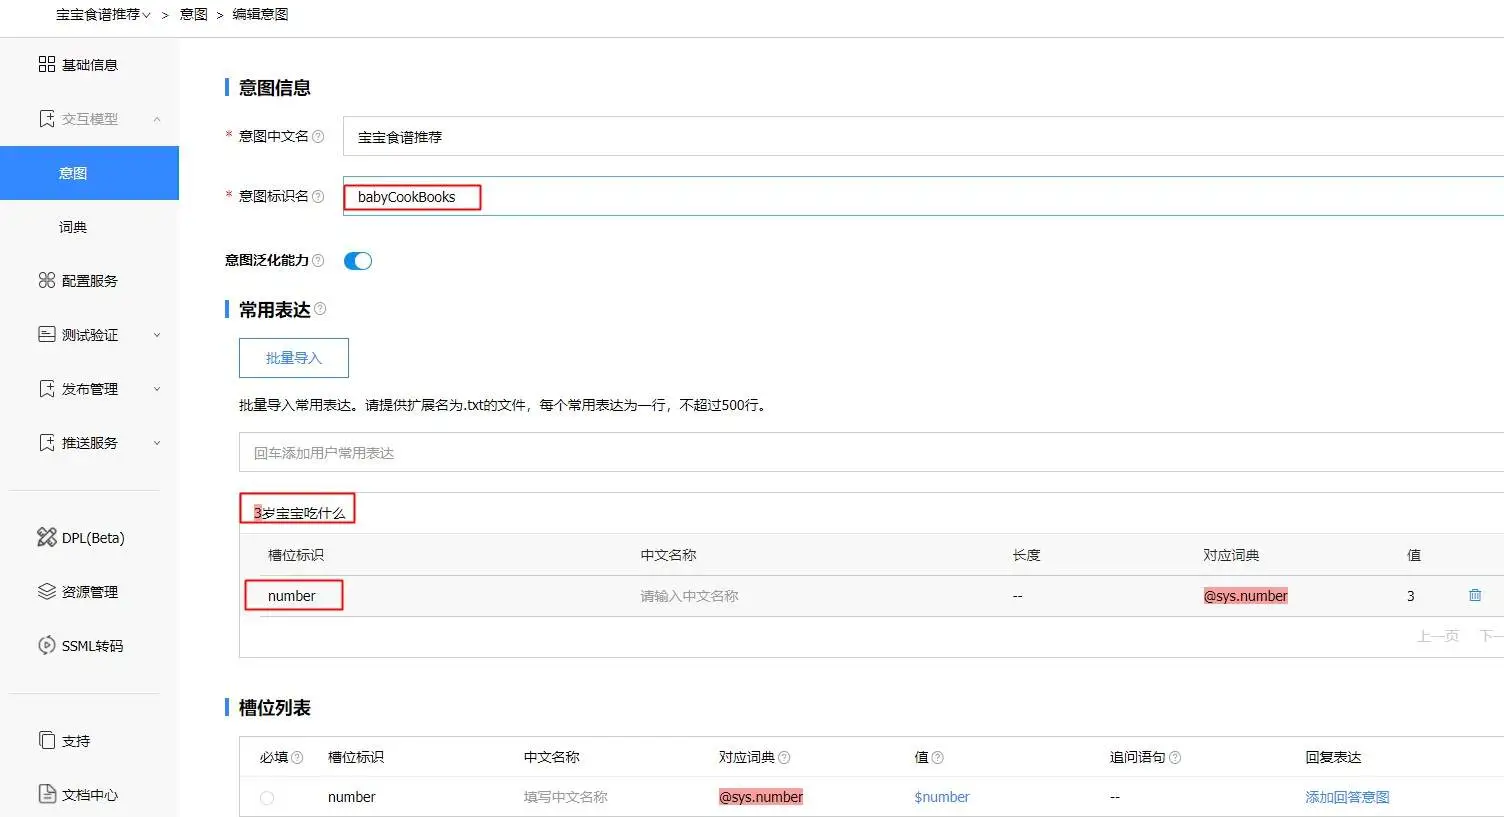 宝宝食谱推荐 > 意图 > 编辑意图
基础信息
交互模型
意图
词典
配置服务
测试验证
发布管理
推送服务
DPL(Beta)
资源管理
SSML转码
支持
文档中心
意图信息
* 意图中文名 ? 宝宝食谱推荐
* 意图标识名 ? babyCookBooks
意图泛化能力 ?
常用表达 ?
批量导入
批量导入常用表达。请提供扩展名为.txt的文件，每个常用表达为一行，不超过500行。
回车添加用户常用表达
3岁宝宝吃什么
槽位标识 中文名称 长度 对应词典 值
number 请输入中文名称 -- @sys.number 3
上一页 下一
槽位列表
必填 ? 槽位标识 中文名称 对应词典 ? 值 ? 追问语句 ? 回复表达
number 填写中文名称 @sys.number $number -- 添加回答意图